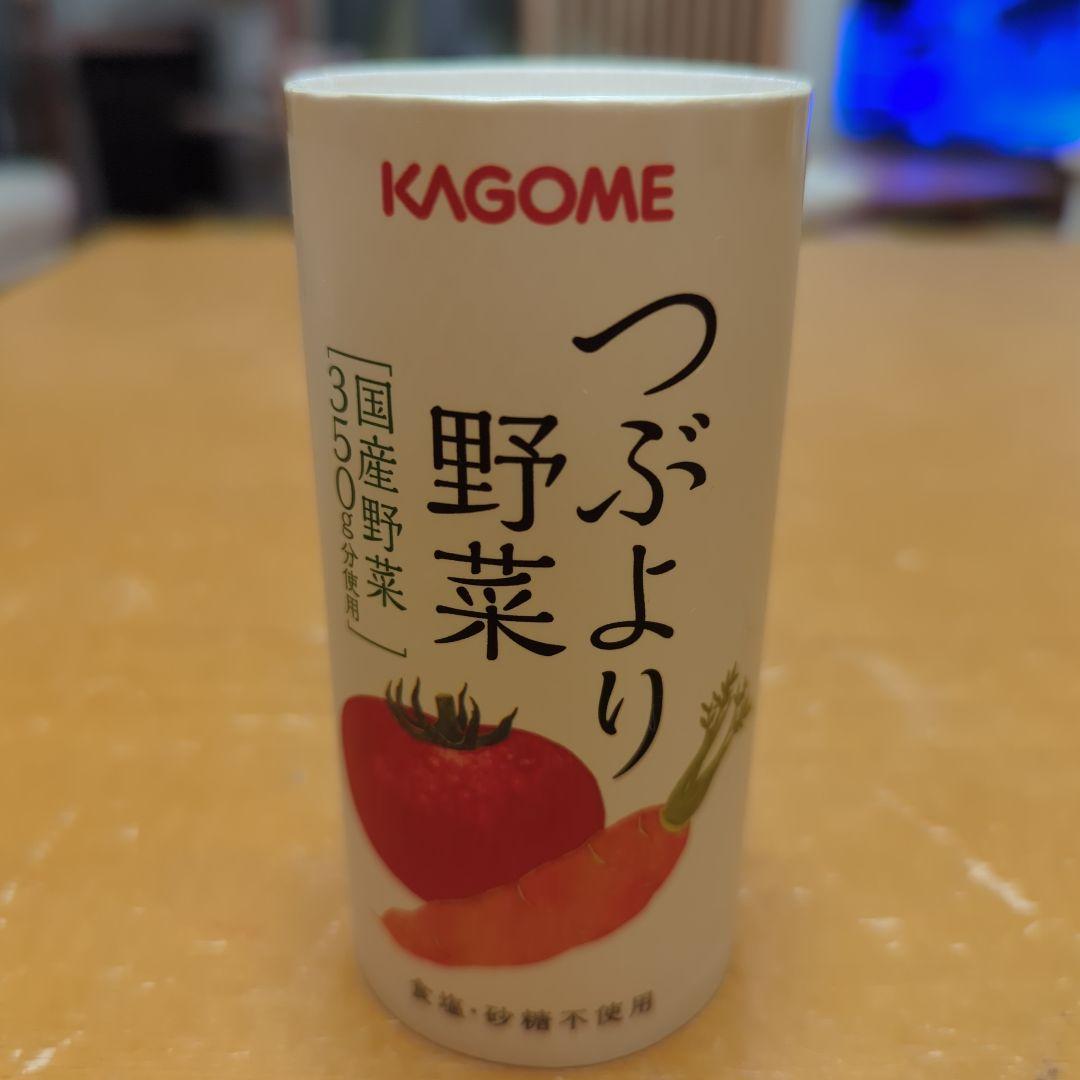 KAGOME
つぶより
野菜
[国産野菜
350g分使用]
食塩・砂糖不使用